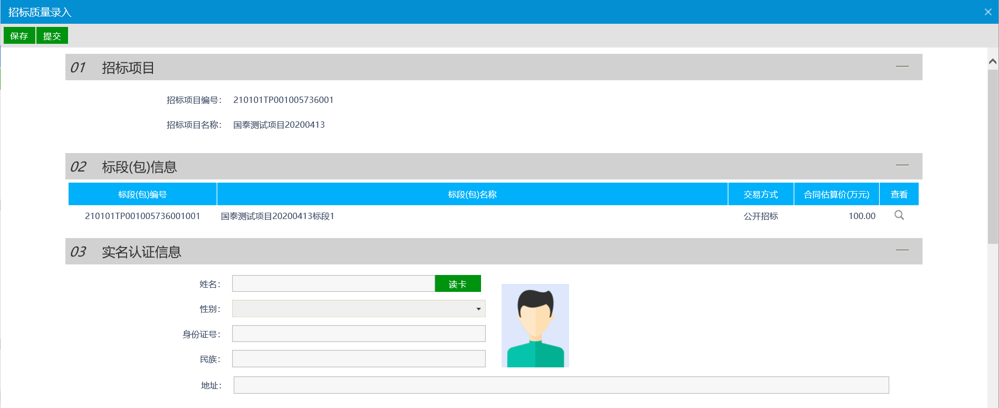 招标质量录入
保存 提交
01 招标项目
招标项目编号： 210101TP001005736001
招标项目名称： 国泰测试项目20200413
02 标段(包)信息
标段(包)编号 标段(包)名称 交易方式 合同估算价(万元) 查看
210101TP001005736001001 国泰测试项目20200413标段1 公开招标 100.00
03 实名认证信息
姓名： 读卡
性别：
身份证号：
民族：
地址：